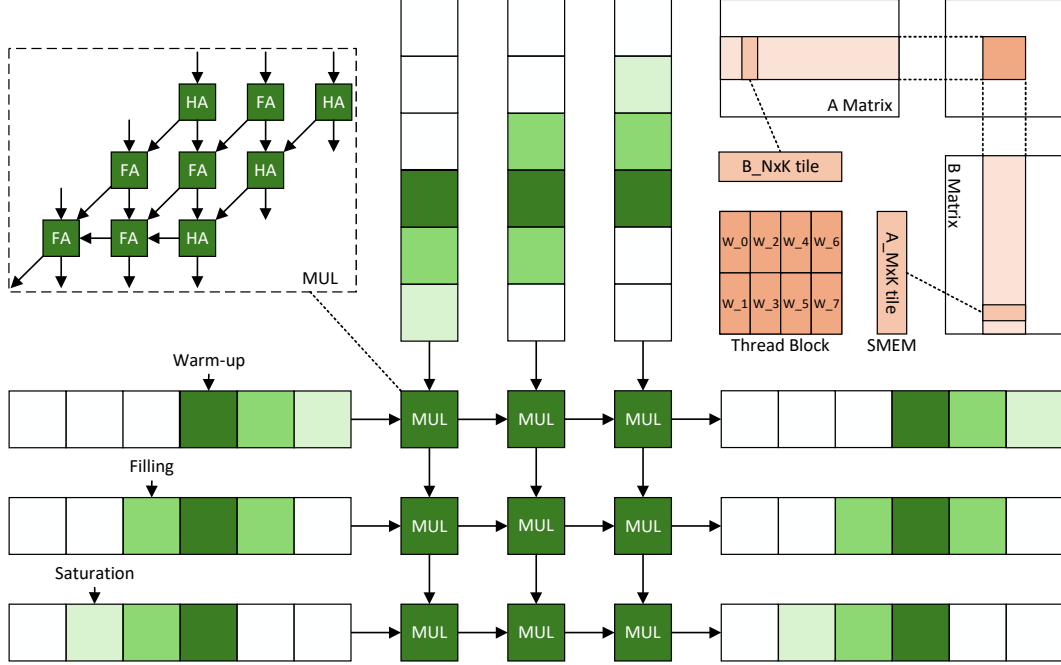 HA FA HA
FA FA HA
FA FA HA
MUL
A Matrix
B_NxK tile
B Matrix
W_0 W_2 W_4 W_6
W_1 W_3 W_5 W_7
A_MxK tile
Thread Block
SMEM
Warm-up
MUL MUL MUL
Filling
MUL MUL MUL
Saturation
MUL MUL MUL